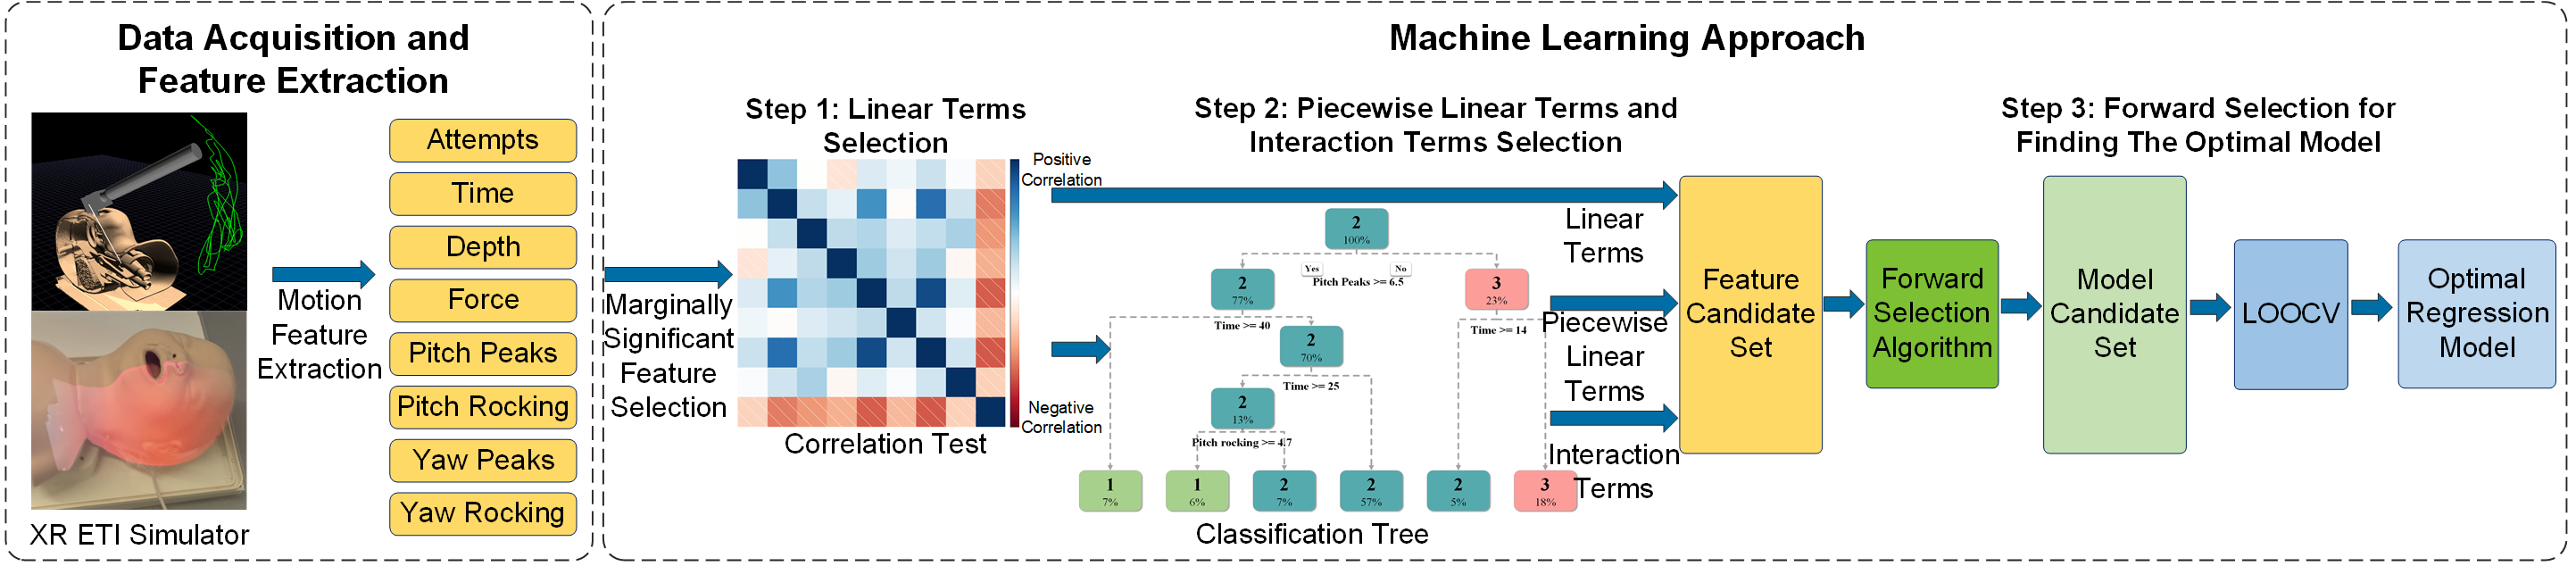 Data Acquisition and
Feature Extraction
XR ETI Simulator
Motion
Feature
Extraction
Attempts
Time
Depth
Force
Pitch Peaks
Pitch Rocking
Yaw Peaks
Yaw Rocking
Machine Learning Approach
Marginally
Significant
Feature
Selection
Step 1: Linear Terms
Selection
Positive
Correlation
Negative
Correlation
Correlation Test
Step 2: Piecewise Linear Terms and
Interaction Terms Selection
2
100%
Yes
No
Pitch Peaks >= 6.5
2
77%
3
23%
Time >= 40
Time >= 14
2
70%
Time >= 25
2
13%
Pitch rocking >= 4.7
1
7%
1
6%
2
7%
2
57%
2
5%
3
18%
Classification Tree
Linear
Terms
Piecewise
Linear
Terms
Interaction
Terms
Feature
Candidate
Set
Step 3: Forward Selection for
Finding The Optimal Model
Forward
Selection
Algorithm
Model
Candidate
Set
LOOCV
Optimal
Regression
Model